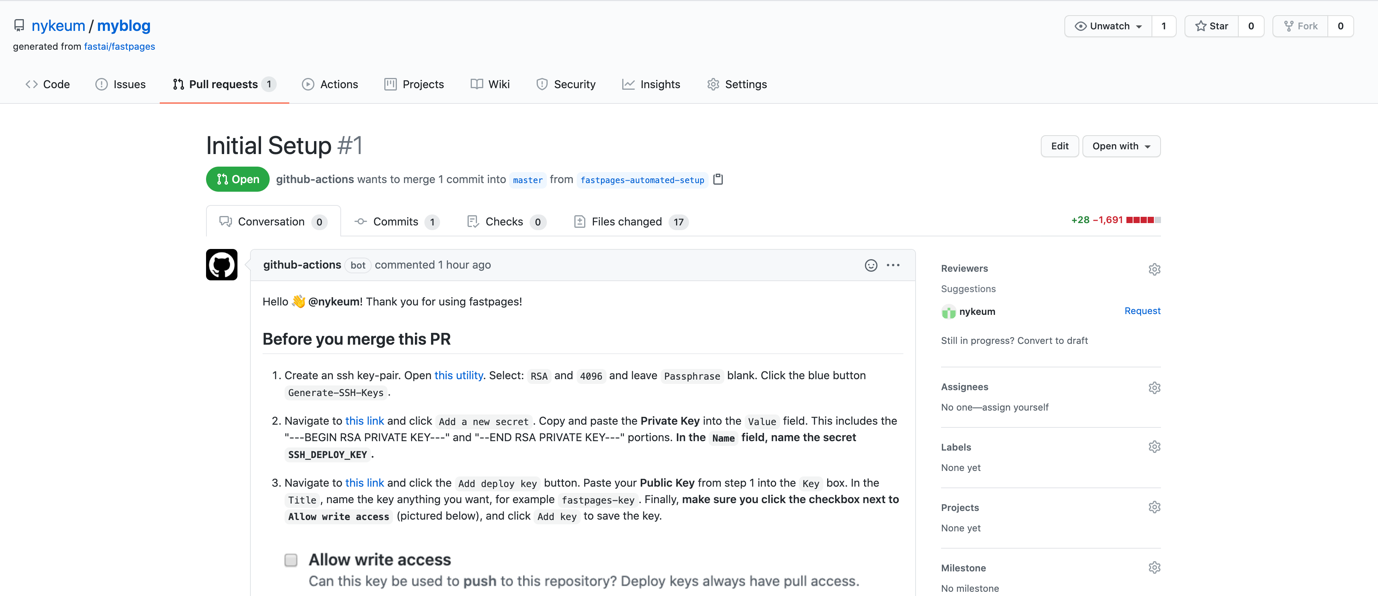 nykeum / myblog
generated from fastai/fastpages
Unwatch 1 Star 0 Fork 0
Code Issues Pull requests 1 Actions Projects Wiki Security Insights Settings
Initial Setup #1
Edit Open with
Open github-actions wants to merge 1 commit into master from fastpages-automated-setup
Conversation 0 Commits 1 Checks 0 Files changed 17 +28 −1,691
github-actions bot commented 1 hour ago
Hello 👋 @nykeum! Thank you for using fastpages!
Before you merge this PR
1. Create an ssh key-pair. Open this utility. Select: RSA and 4096 and leave Passphrase blank. Click the blue button
Generate-SSH-Keys .
2. Navigate to this link and click Add a new secret . Copy and paste the Private Key into the Value field. This includes the
"---BEGIN RSA PRIVATE KEY---" and "--END RSA PRIVATE KEY---" portions. In the Name field, name the secret
SSH_DEPLOY_KEY .
3. Navigate to this link and click the Add deploy key button. Paste your Public Key from step 1 into the Key box. In the
Title , name the key anything you want, for example fastpages-key . Finally, make sure you click the checkbox next to
Allow write access (pictured below), and click Add key to save the key.
Allow write access
Can this key be used to push to this repository? Deploy keys always have pull access.
Reviewers
Suggestions
nykeum Request
Still in progress? Convert to draft
Assignees
No one—assign yourself
Labels
None yet
Projects
None yet
Milestone
No milestone